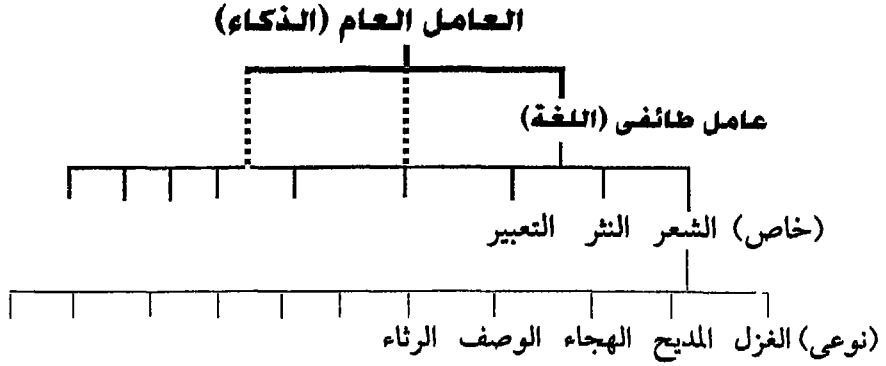 العامل العام (الذكاء)
عامل طائفى (اللغة)
(خاص) الشعر النثر التعبير
(نوعى) الغزل المديح الهجاء الوصف الرثاء